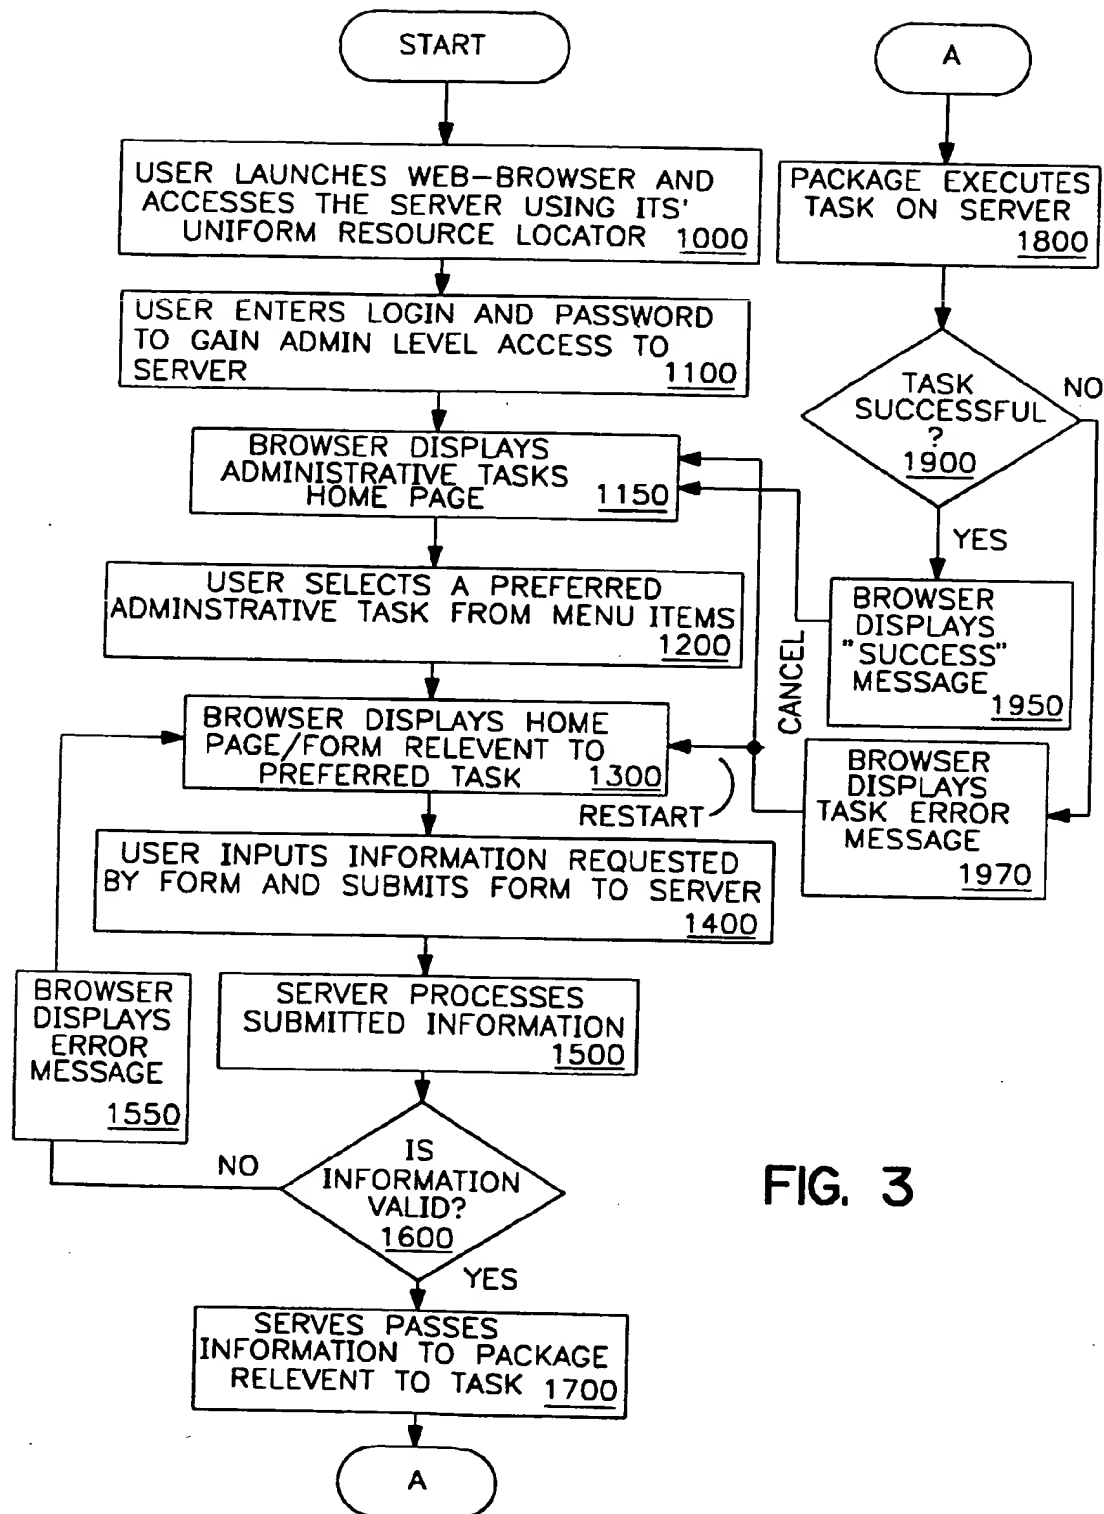 START
USER LAUNCHES WEB-BROWSER AND
ACCESSES THE SERVER USING ITS'
UNIFORM RESOURCE LOCATOR 1000
USER ENTERS LOGIN AND PASSWORD
TO GAIN ADMIN LEVEL ACCESS TO
SERVER 1100
BROWSER DISPLAYS
ADMINISTRATIVE TASKS
HOME PAGE 1150
USER SELECTS A PREFERRED
ADMINSTRATIVE TASK FROM MENU ITEMS
1200
BROWSER DISPLAYS HOME
PAGE/FORM RELEVENT TO
PREFERRED TASK 1300
RESTART
USER INPUTS INFORMATION REQUESTED
BY FORM AND SUBMITS FORM TO SERVER
1400
SERVER PROCESSES
SUBMITTED INFORMATION
1500
BROWSER
DISPLAYS
ERROR
MESSAGE
1550
NO
IS
INFORMATION
VALID?
1600
YES
SERVES PASSES
INFORMATION TO PACKAGE
RELEVENT TO TASK 1700
A
A
PACKAGE EXECUTES
TASK ON SERVER
1800
TASK
SUCCESSFUL
?
1900
NO
YES
BROWSER
DISPLAYS
"SUCCESS"
MESSAGE
1950
CANCEL
BROWSER
DISPLAYS
TASK ERROR
MESSAGE
1970
FIG. 3